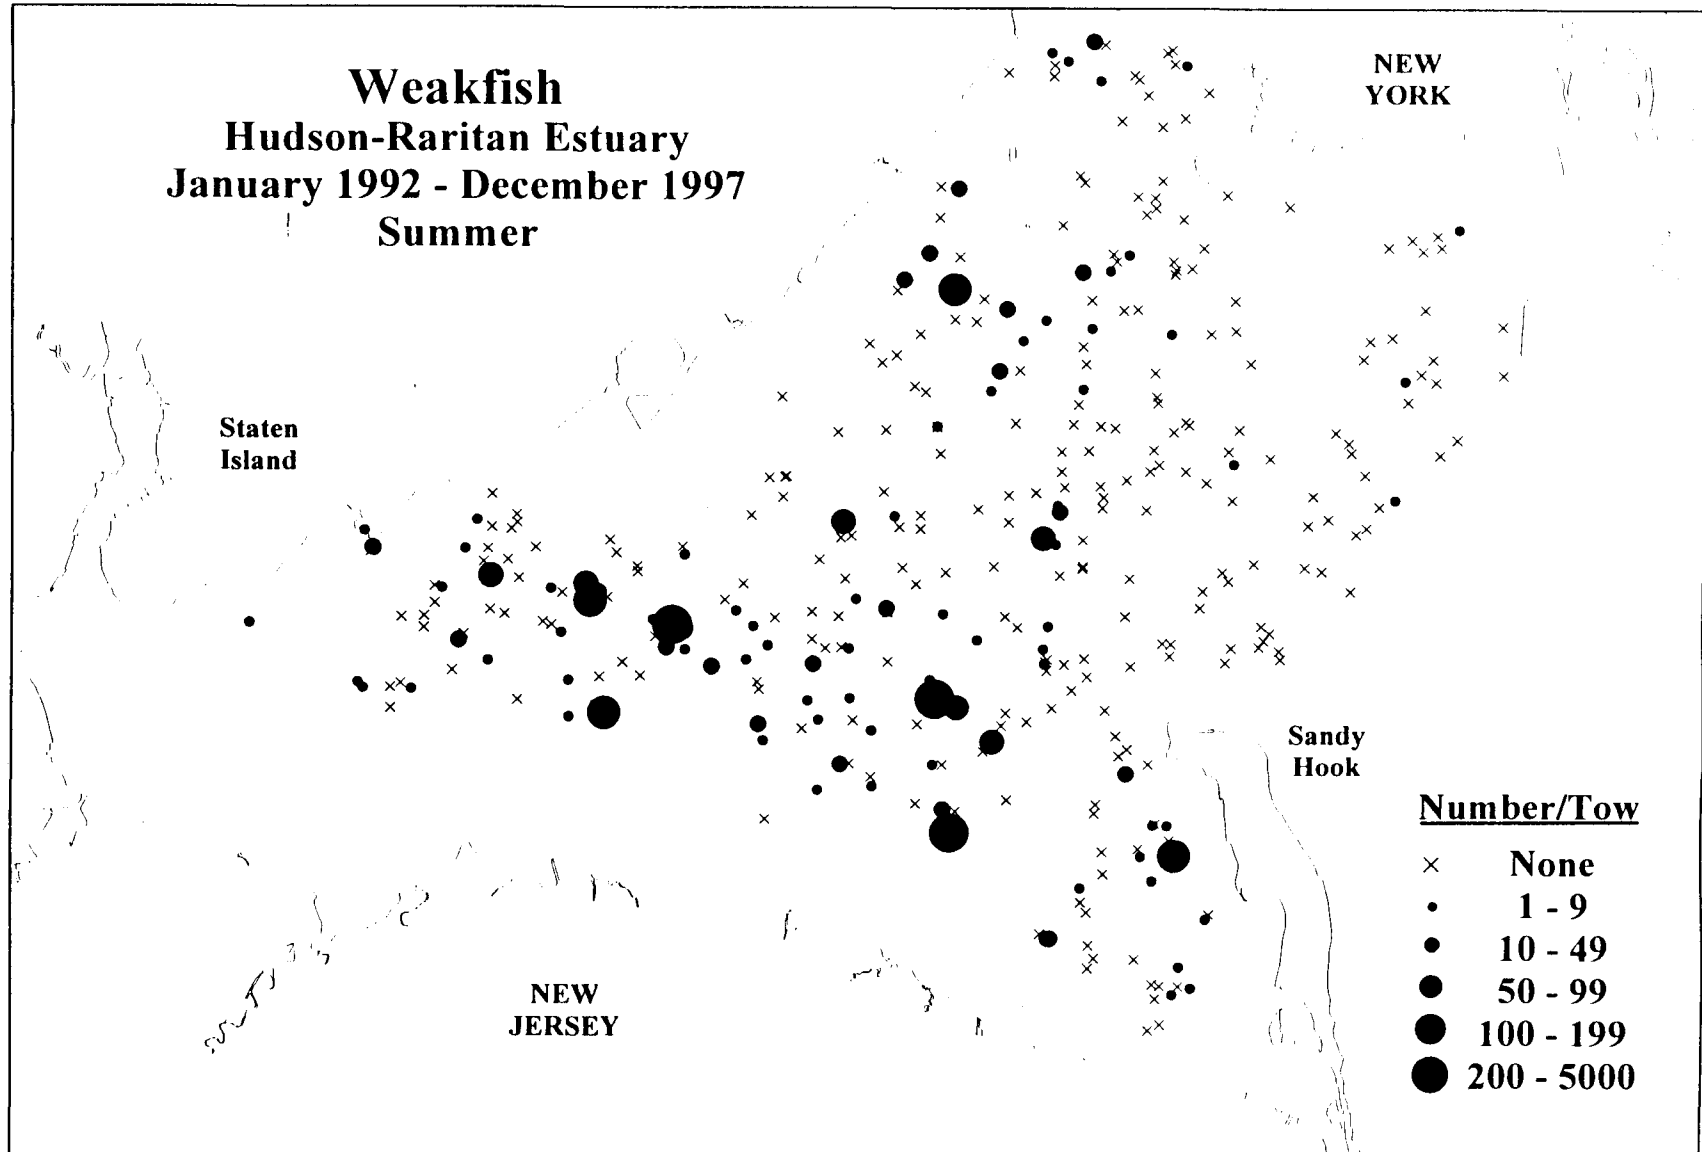 Weakfish
Hudson-Raritan Estuary
January 1992 - December 1997
Summer
NEW
YORK
Staten
Island
Sandy
Hook
NEW
JERSEY
Number/Tow
× None
1 - 9
10 - 49
50 - 99
100 - 199
200 - 5000